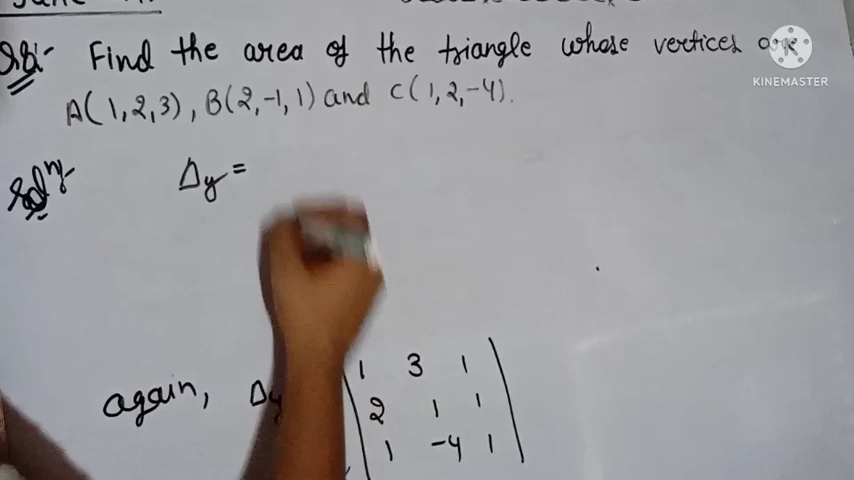 Find the area of the triangle whose vertices are
KINEMASTER
A(1,2,3), B(2,-1,1) and C(1,2,-4).
Solⁿ:-
Δy =
1 3 1
again, Δy
2 1 1
1 -4 1